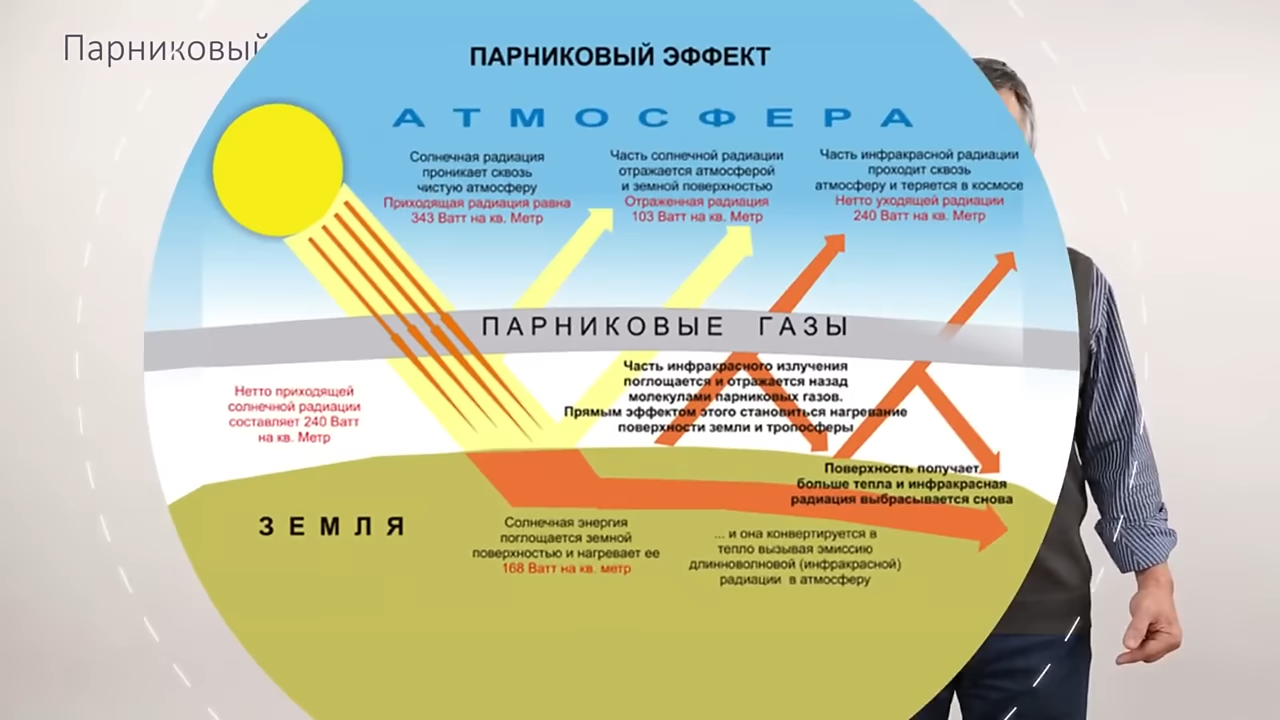 Парниковый
ПАРНИКОВЫЙ ЭФФЕКТ
АТМОСФЕРА
Солнечная радиация
проникает сквозь
чистую атмосферу
Приходящая радиация равна
343 Ватт на кв. Метр
Часть солнечной радиации
отражается атмосферой
и земной поверхностью
Отраженная радиация
103 Ватт на кв. Метр
Часть инфракрасной радиации
проходит сквозь
атмосферу и теряется в космосе
Нетто уходящей радиации
240 Ватт на кв. Метр
ПАРНИКОВЫЕ ГАЗЫ
Нетто приходящей
солнечной радиации
составляет 240 Ватт
на кв. Метр
Часть инфракрасного излучения
поглощается и отражается назад
молекулами парниковых газов.
Прямым эффектом этого становиться нагревание
поверхности земли и тропосферы
Поверхность получает
больше тепла и инфракрасная
радиация выбрасывается снова
ЗЕМЛЯ
Солнечная энергия
поглощается земной
поверхностью и нагревает ее
168 Ватт на кв. метр
... и она конвертируется в
тепло вызывая эмиссию
длинноволновой (инфракрасной)
радиации в атмосферу